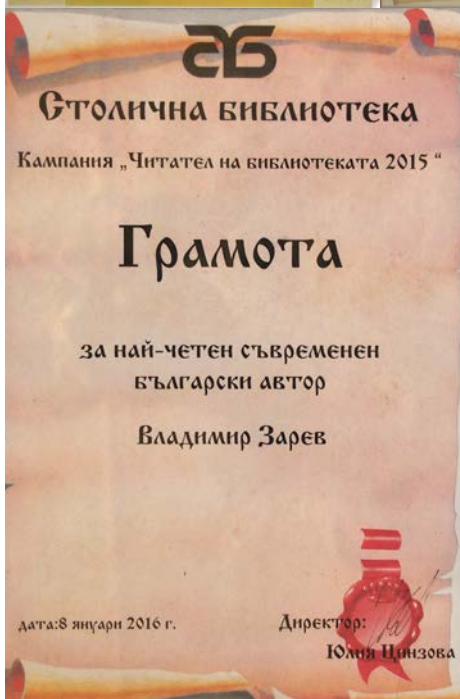 СБ
Столична библиотека
Кампания „Читател на библиотеката 2015 “
Грамота
за най-четен съвременен
български автор
Владимир Зарев
дата:8 януари 2016 г.
Директор:
Юлия Цинзова